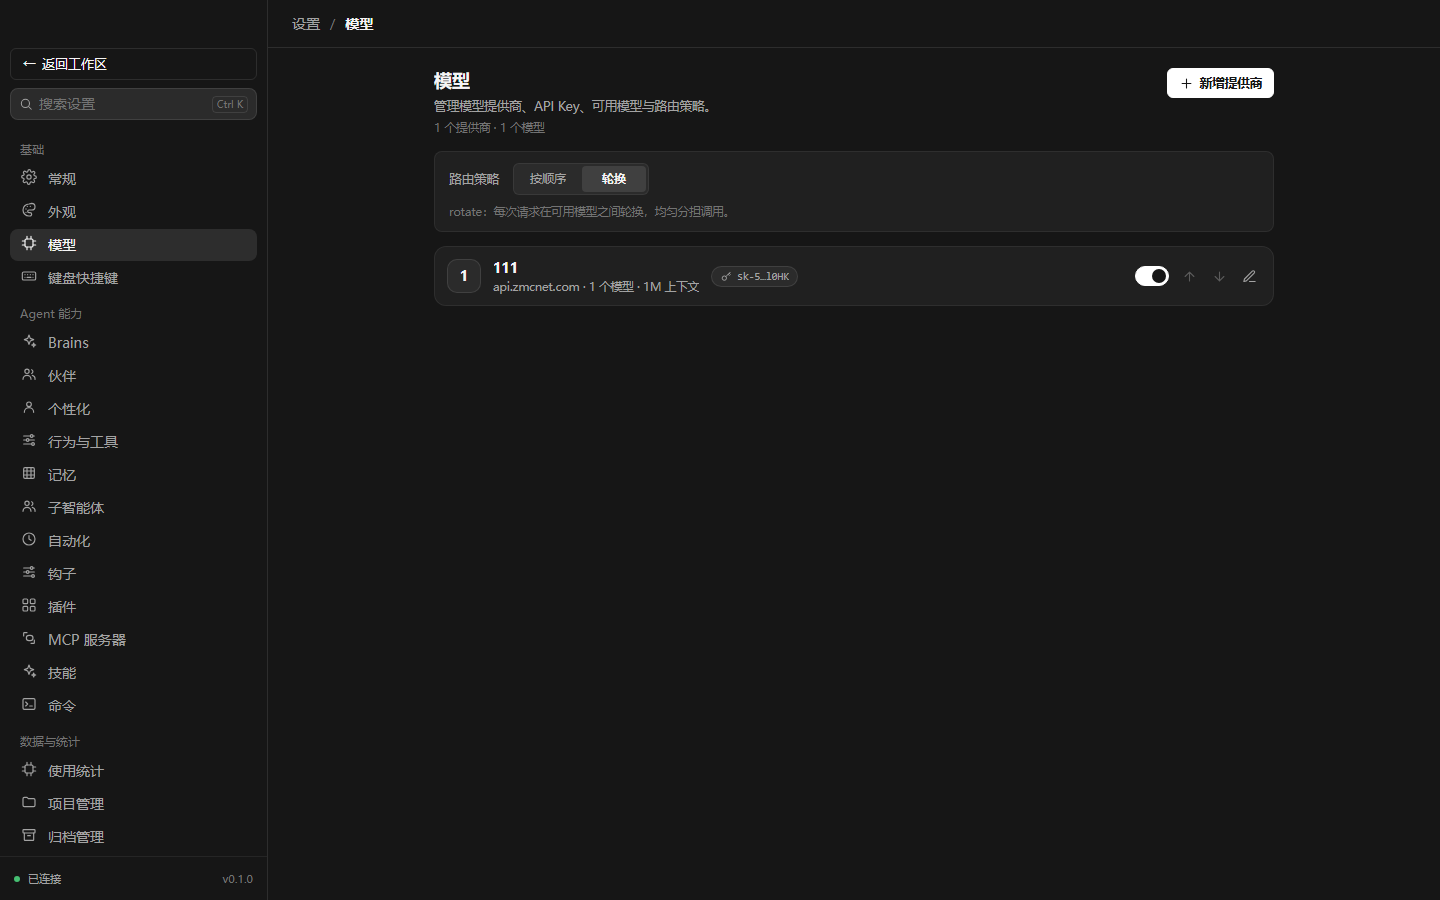 设置 / 模型
← 返回工作区
搜索设置 Ctrl K
基础
常规
外观
模型
键盘快捷键
Agent 能力
Brains
伙伴
个性化
行为与工具
记忆
子智能体
自动化
钩子
插件
MCP 服务器
技能
命令
数据与统计
使用统计
项目管理
归档管理
已连接 v0.1.0
模型
+ 新增提供商
管理模型提供商、API Key、可用模型与路由策略。
1 个提供商 · 1 个模型
路由策略 按顺序 轮换
rotate：每次请求在可用模型之间轮换，均匀分担调用。
1 111
api.zmcnet.com · 1 个模型 · 1M 上下文 sk-5…l0HK